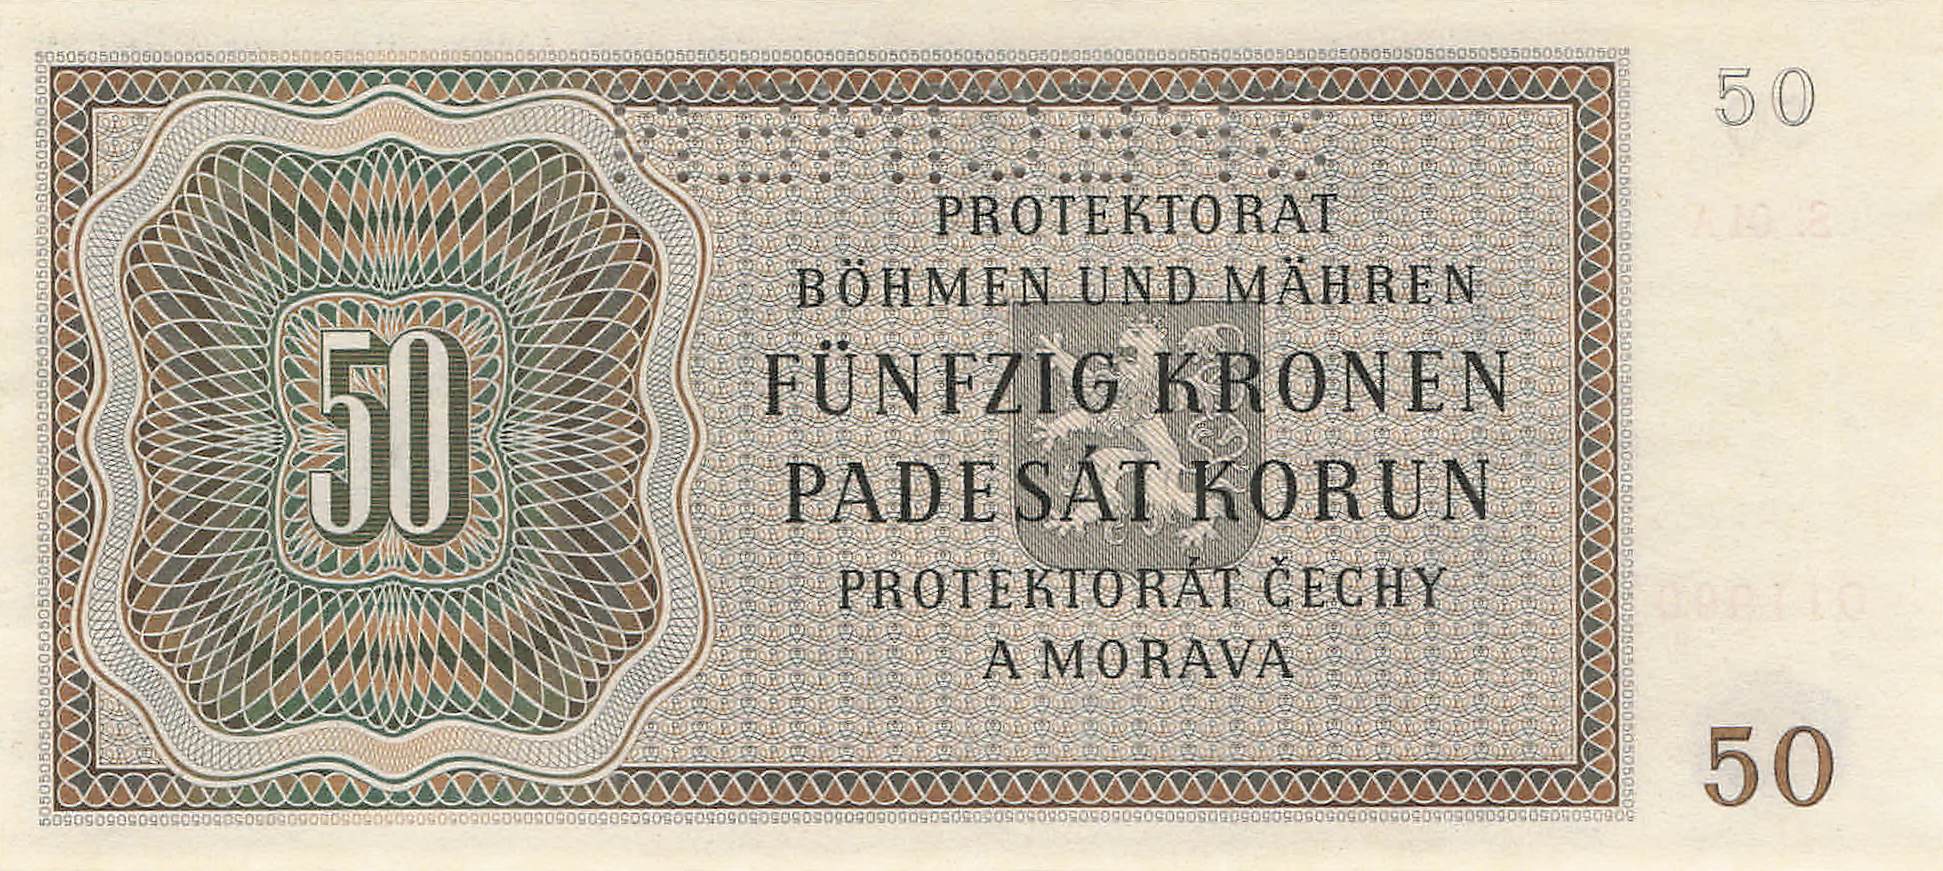 50
PROTEKTORAT
BÖHMEN UND MÄHREN
FÜNFZIG KRONEN
50
PADESÁT KORUN
PROTEKTORÁT ČECHY
A MORAVA
50